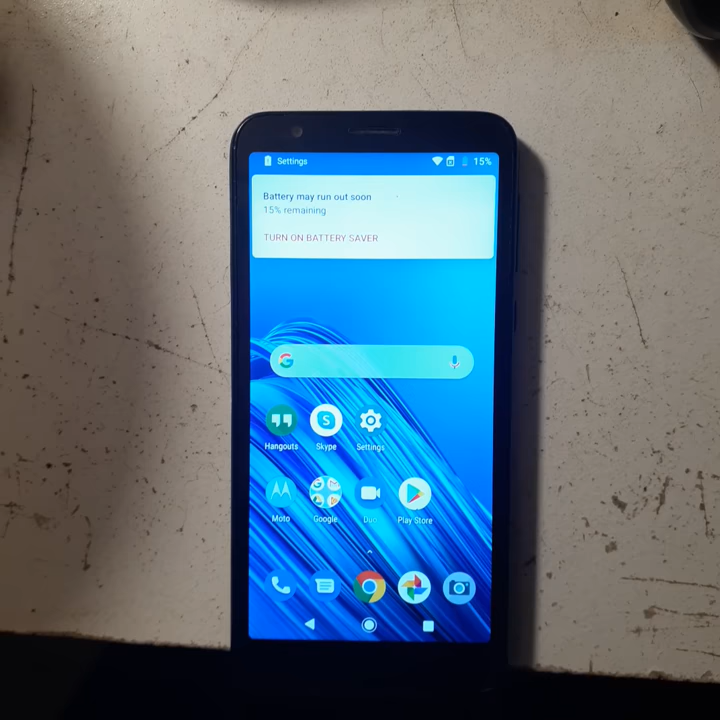 Settings 15%
Battery may run out soon
15% remaining
TURN ON BATTERY SAVER
Hangouts Skype Settings
Moto Google Duo Play Store